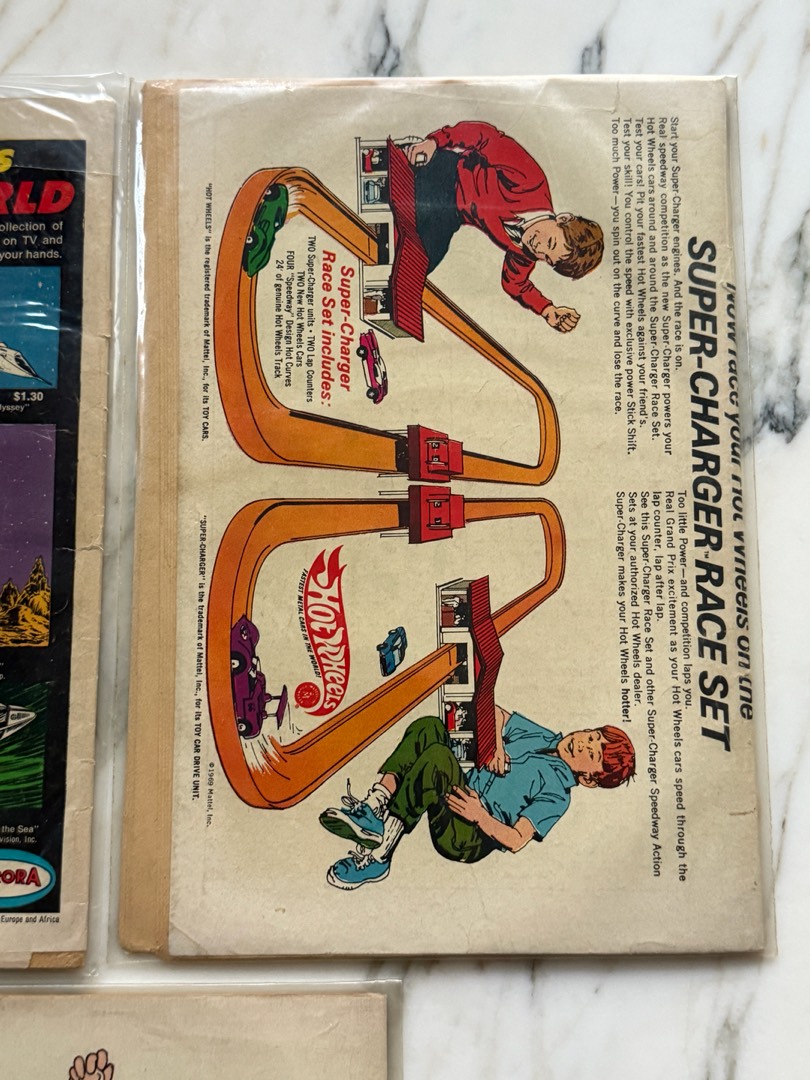 Now race your Hot Wheels on the
SUPER-CHARGER™ RACE SET
Start your Super-Charger engines. And the race is on.
Real speedway competition as the new Super-Charger powers your
Hot Wheels cars around and around the Super-Charger Race Set.
Test your cars! Pit your fastest Hot Wheels against your friend's.
Test your skill! You control the speed with exclusive power Stick Shift.
Too much Power—you spin out on the curve and lose the race.
Too little Power—and competition laps you.
Real Grand Prix excitement as your Hot Wheels cars speed through the
lap counter, lap after lap.
See this Super-Charger Race Set and other Super-Charger Speedway Action
Sets at your authorized Hot Wheels dealer.
Super-Charger makes your Hot Wheels hotter!
Super-Charger
Race Set includes:
TWO Super-Charger units • TWO Lap Counters
TWO New Hot Wheels Cars
FOUR "Speedway" Design Hot Curves
24' of genuine Hot Wheels Track
Hot Wheels
FASTEST METAL CARS IN THE WORLD!
"HOT WHEELS" is the registered trademark of Mattel, Inc., for its TOY CARS.
"SUPER-CHARGER" is the trademark of Mattel, Inc., for its TOY CAR DRIVE UNIT.
©1969 Mattel, Inc.
S
RLD
ollection of
on TV and
your hands.
$1.30
dyssey"
p.
the Sea"
vision, Inc.
RORA
Europe and Africa